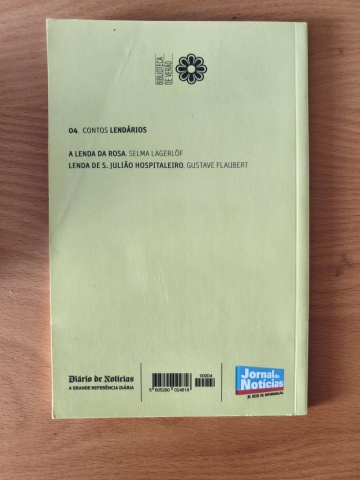 BIBLIOTECA
DE VERÃO
04. CONTOS LENDÁRIOS
A LENDA DA ROSA. SELMA LAGERLÖF
LENDA DE S. JULIÃO HOSPITALEIRO. GUSTAVE FLAUBERT
Diário de Notícias
A GRANDE REFERÊNCIA DIÁRIA
00004
Jornal de
Notícias